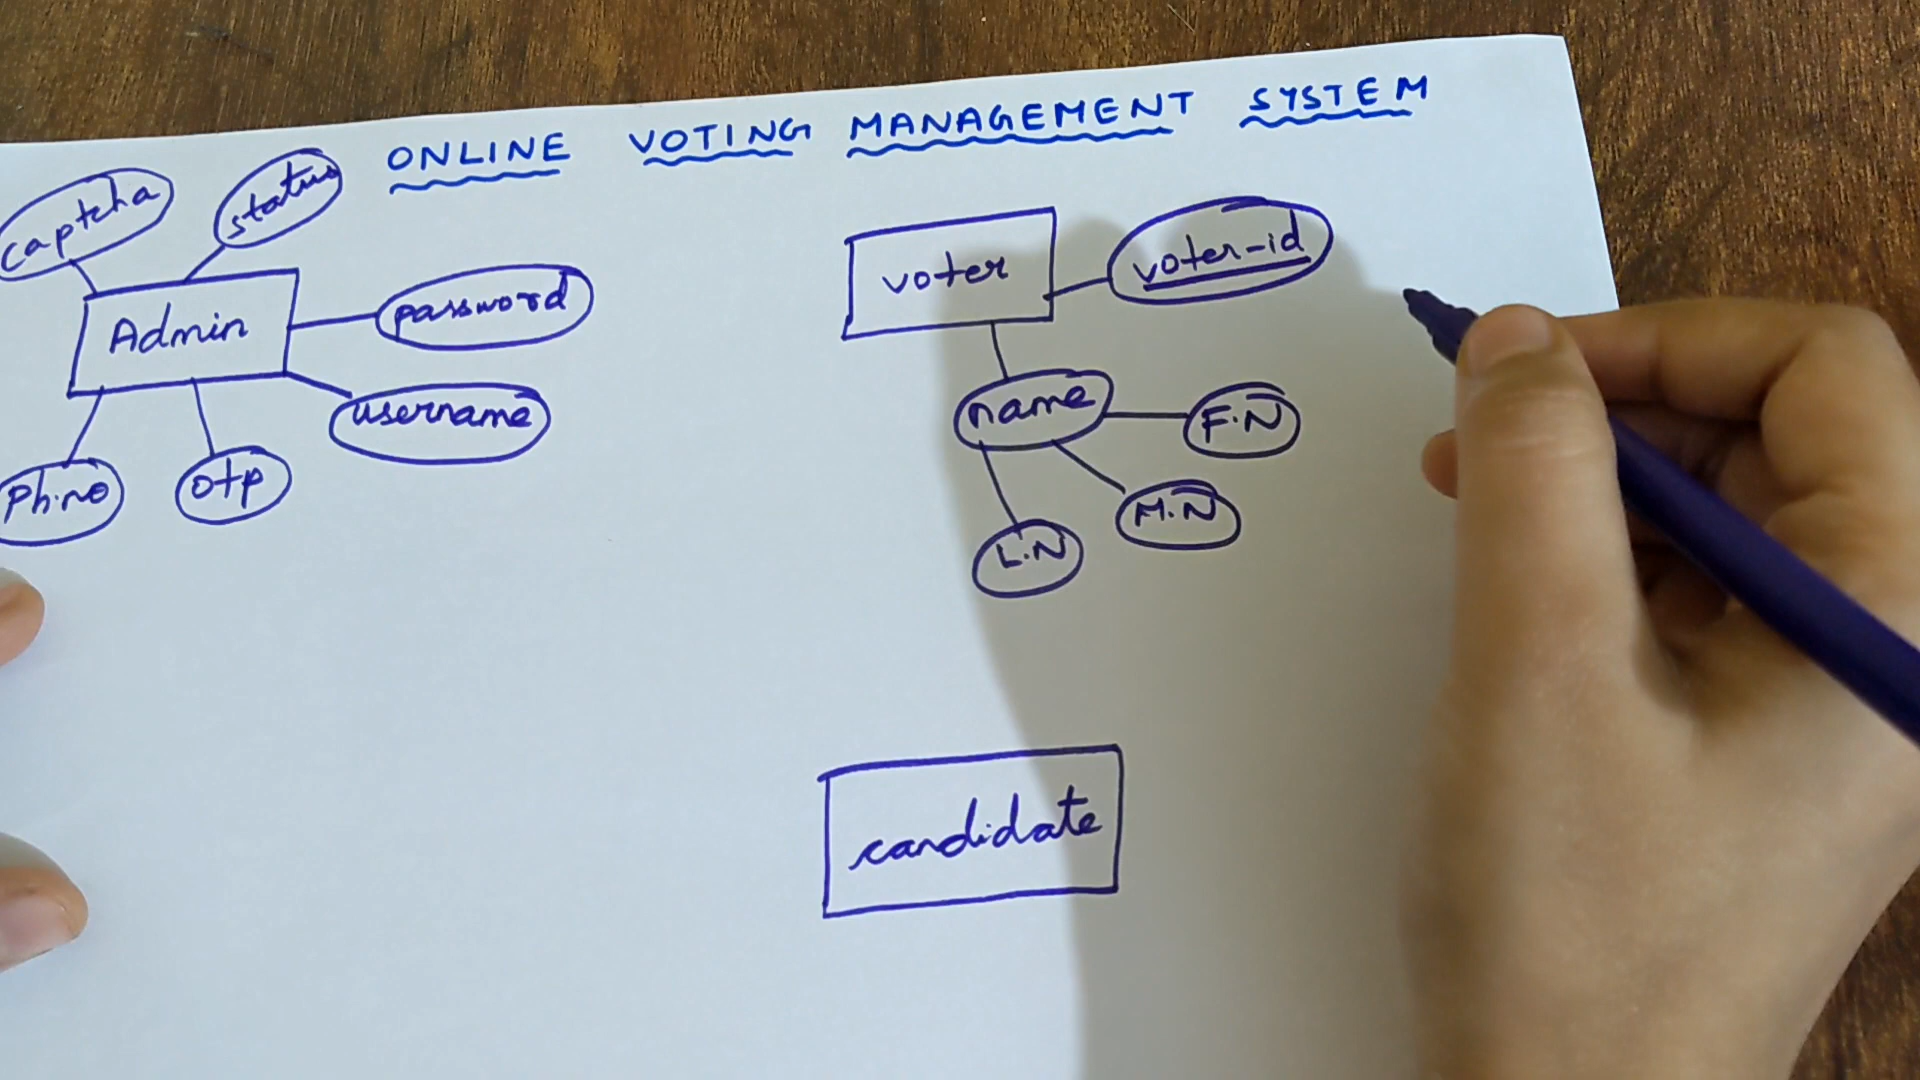 ONLINE VOTING MANAGEMENT SYSTEM
captcha
status
Admin
password
username
Ph.no
otp
voter
voter-id
name
F.N
M.N
L.N
candidate